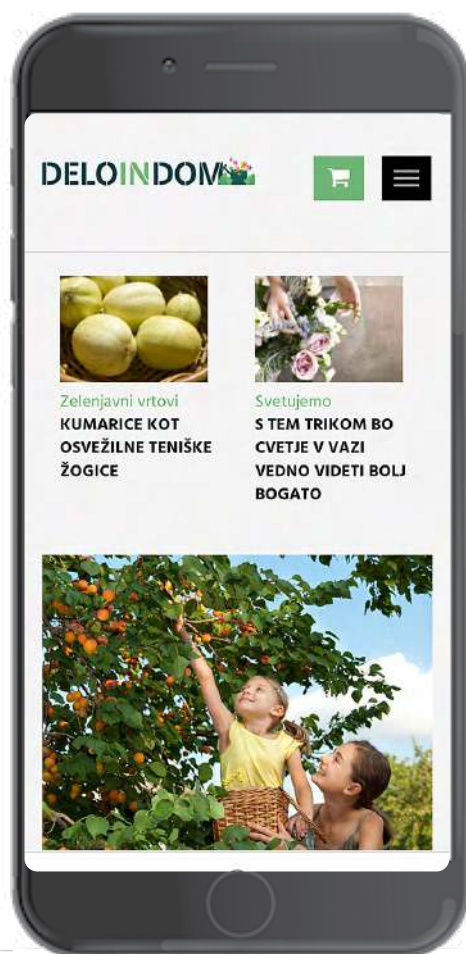 DELOINDOM
Zelenjavni vrtovi
KUMARICE KOT
OSVEŽILNE TENIŠKE
ŽOGICE
Svetujemo
S TEM TRIKOM BO
CVETJE V VAZI
VEDNO VIDETI BOLJ
BOGATO